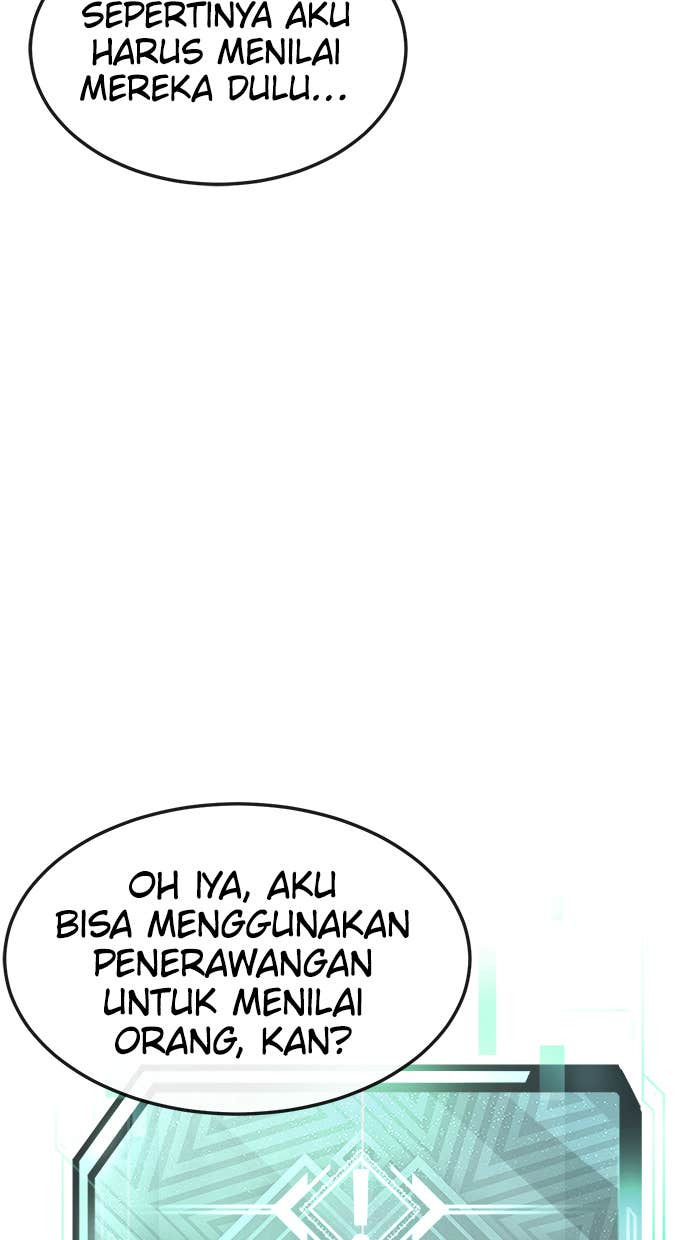 SEPERTINYA AKU
HARUS MENILAI
MEREKA DULU...
OH IYA, AKU
BISA MENGGUNAKAN
PENERAWANGAN
UNTUK MENILAI
ORANG, KAN?
!